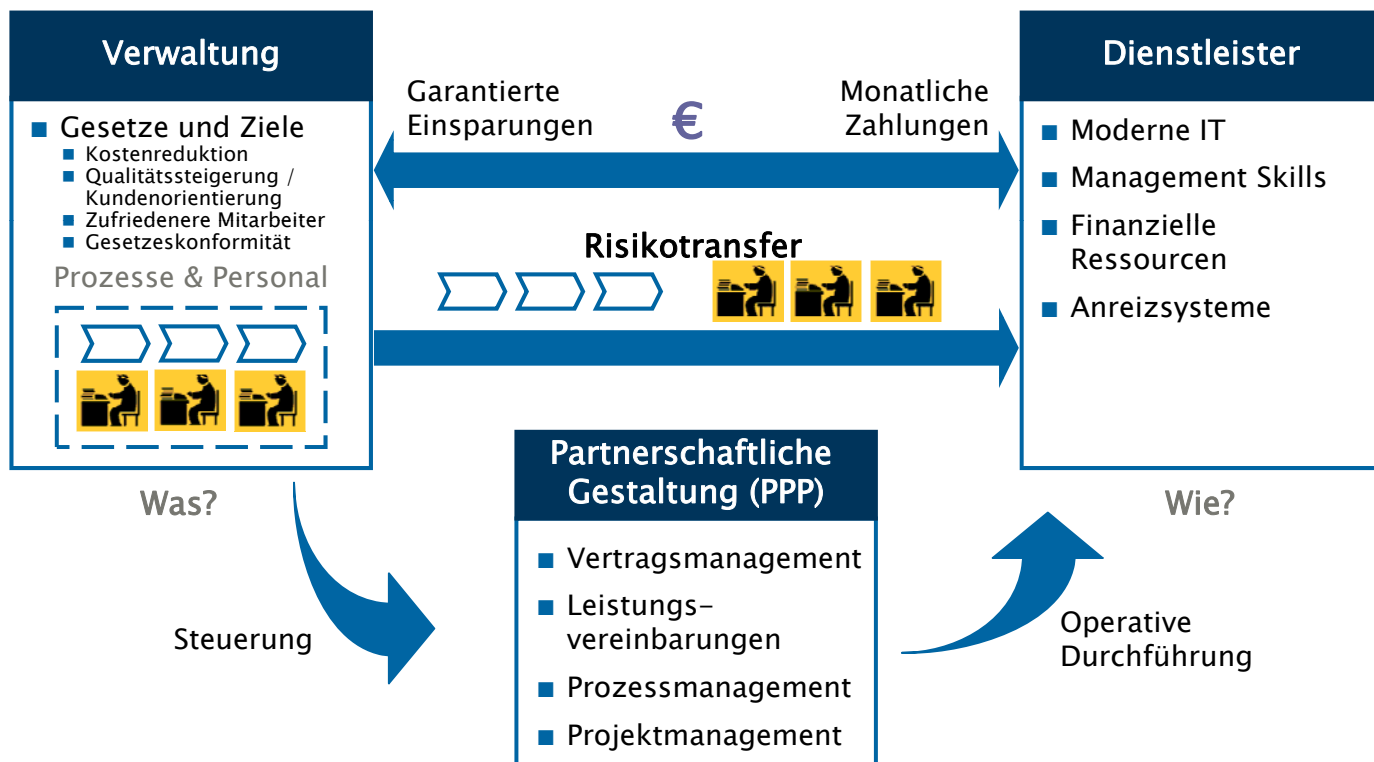 Verwaltung
Gesetze und Ziele
Kostenreduktion
Qualitätssteigerung /
Kundenorientierung
Zufriedenere Mitarbeiter
Gesetzeskonformität
Prozesse & Personal
Was?
Garantierte
Einsparungen
€
Monatliche
Zahlungen
Risikotransfer
Dienstleister
Moderne IT
Management Skills
Finanzielle
Ressourcen
Anreizsysteme
Wie?
Steuerung
Partnerschaftliche
Gestaltung (PPP)
Vertragsmanagement
Leistungs-
vereinbarungen
Prozessmanagement
Projektmanagement
Operative
Durchführung